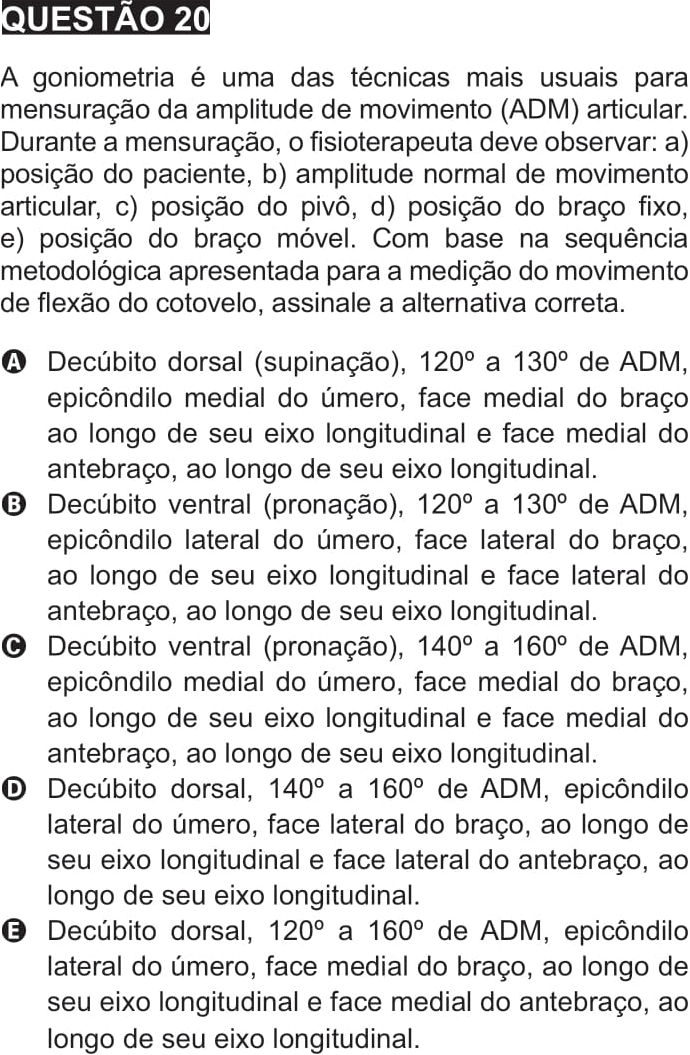 QUESTÃO 20
A goniometria é uma das técnicas mais usuais para
mensuração da amplitude de movimento (ADM) articular.
Durante a mensuração, o fisioterapeuta deve observar: a)
posição do paciente, b) amplitude normal de movimento
articular, c) posição do pivô, d) posição do braço fixo,
e) posição do braço móvel. Com base na sequência
metodológica apresentada para a medição do movimento
de flexão do cotovelo, assinale a alternativa correta.
A Decúbito dorsal (supinação), 120º a 130º de ADM,
epicôndilo medial do úmero, face medial do braço
ao longo de seu eixo longitudinal e face medial do
antebraço, ao longo de seu eixo longitudinal.
B Decúbito ventral (pronação), 120º a 130º de ADM,
epicôndilo lateral do úmero, face lateral do braço,
ao longo de seu eixo longitudinal e face lateral do
antebraço, ao longo de seu eixo longitudinal.
C Decúbito ventral (pronação), 140º a 160º de ADM,
epicôndilo medial do úmero, face medial do braço,
ao longo de seu eixo longitudinal e face medial do
antebraço, ao longo de seu eixo longitudinal.
D Decúbito dorsal, 140º a 160º de ADM, epicôndilo
lateral do úmero, face lateral do braço, ao longo de
seu eixo longitudinal e face lateral do antebraço, ao
longo de seu eixo longitudinal.
E Decúbito dorsal, 120º a 160º de ADM, epicôndilo
lateral do úmero, face medial do braço, ao longo de
seu eixo longitudinal e face medial do antebraço, ao
longo de seu eixo longitudinal.